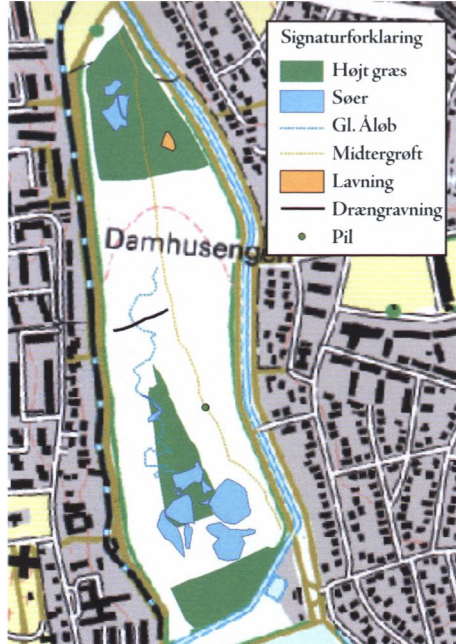 Signaturforklaring
Højt græs
Søer
Gl. Åløb
Midtergrøft
Lavning
Drængravning
Pil
Damhusengen